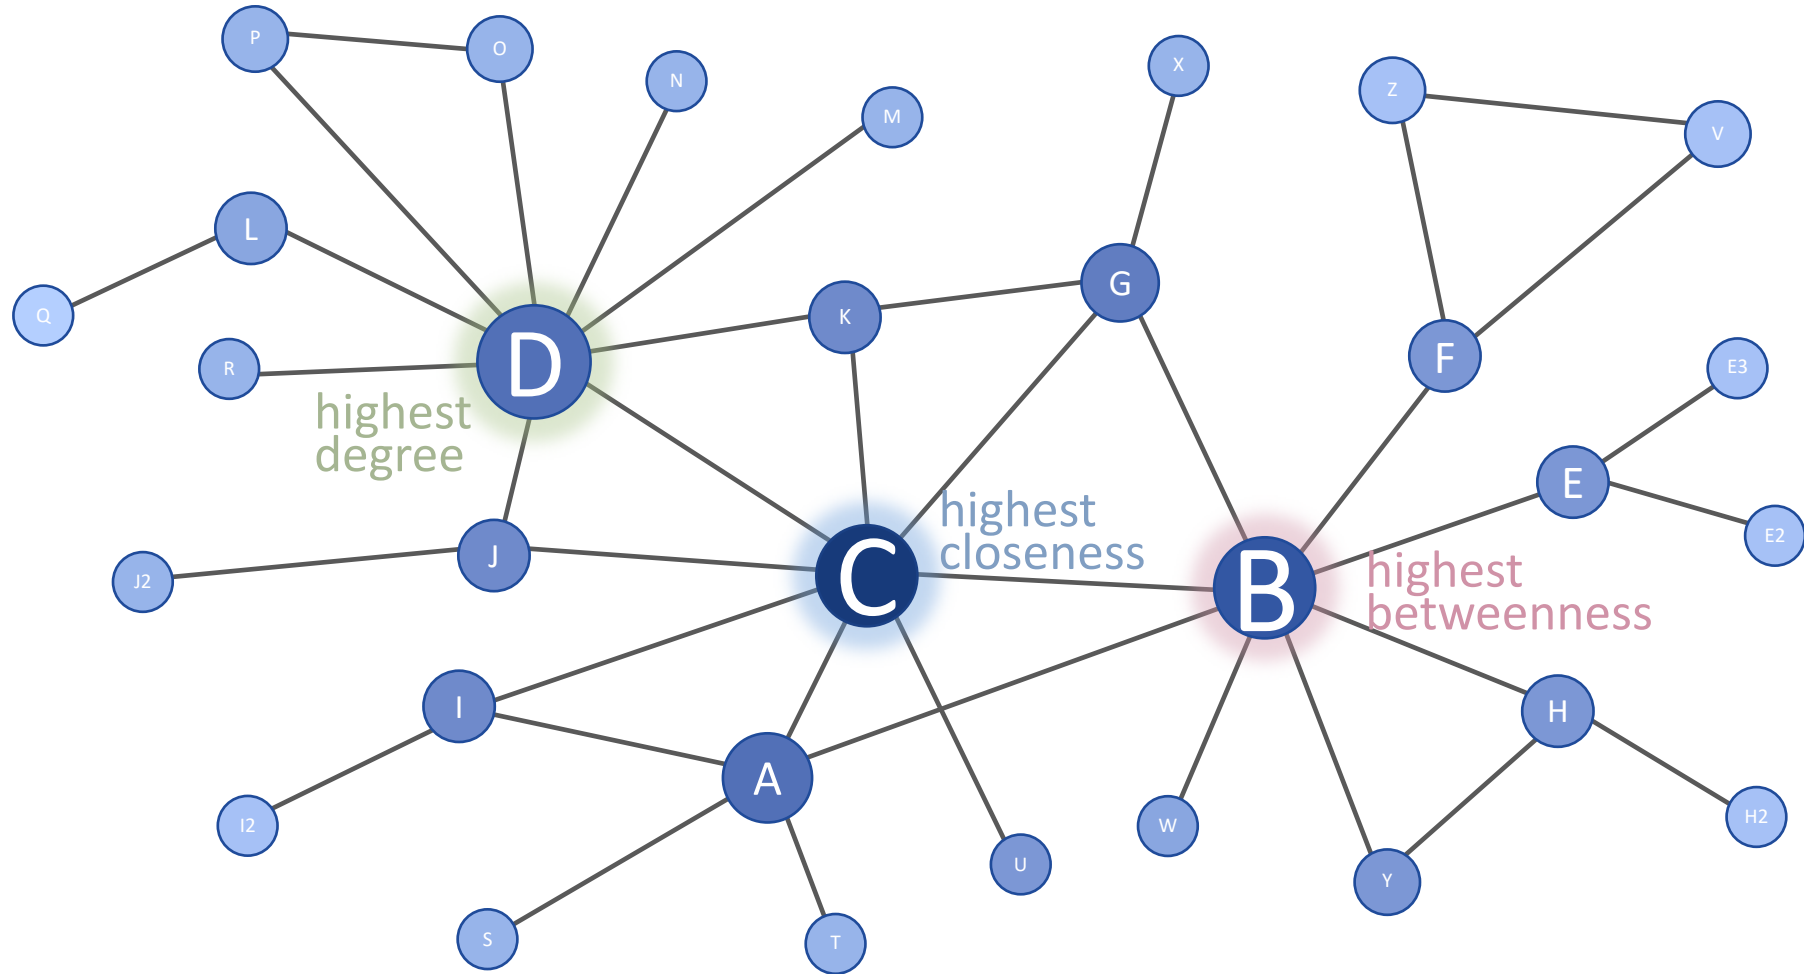 P
O
N
X
Z
M
V
L
G
Q
K
D
F
R
E3
highest
degree
E
highest
closeness
E2
J
C
B
highest
betweenness
J2
I
H
A
I2
W
H2
U
Y
S
T